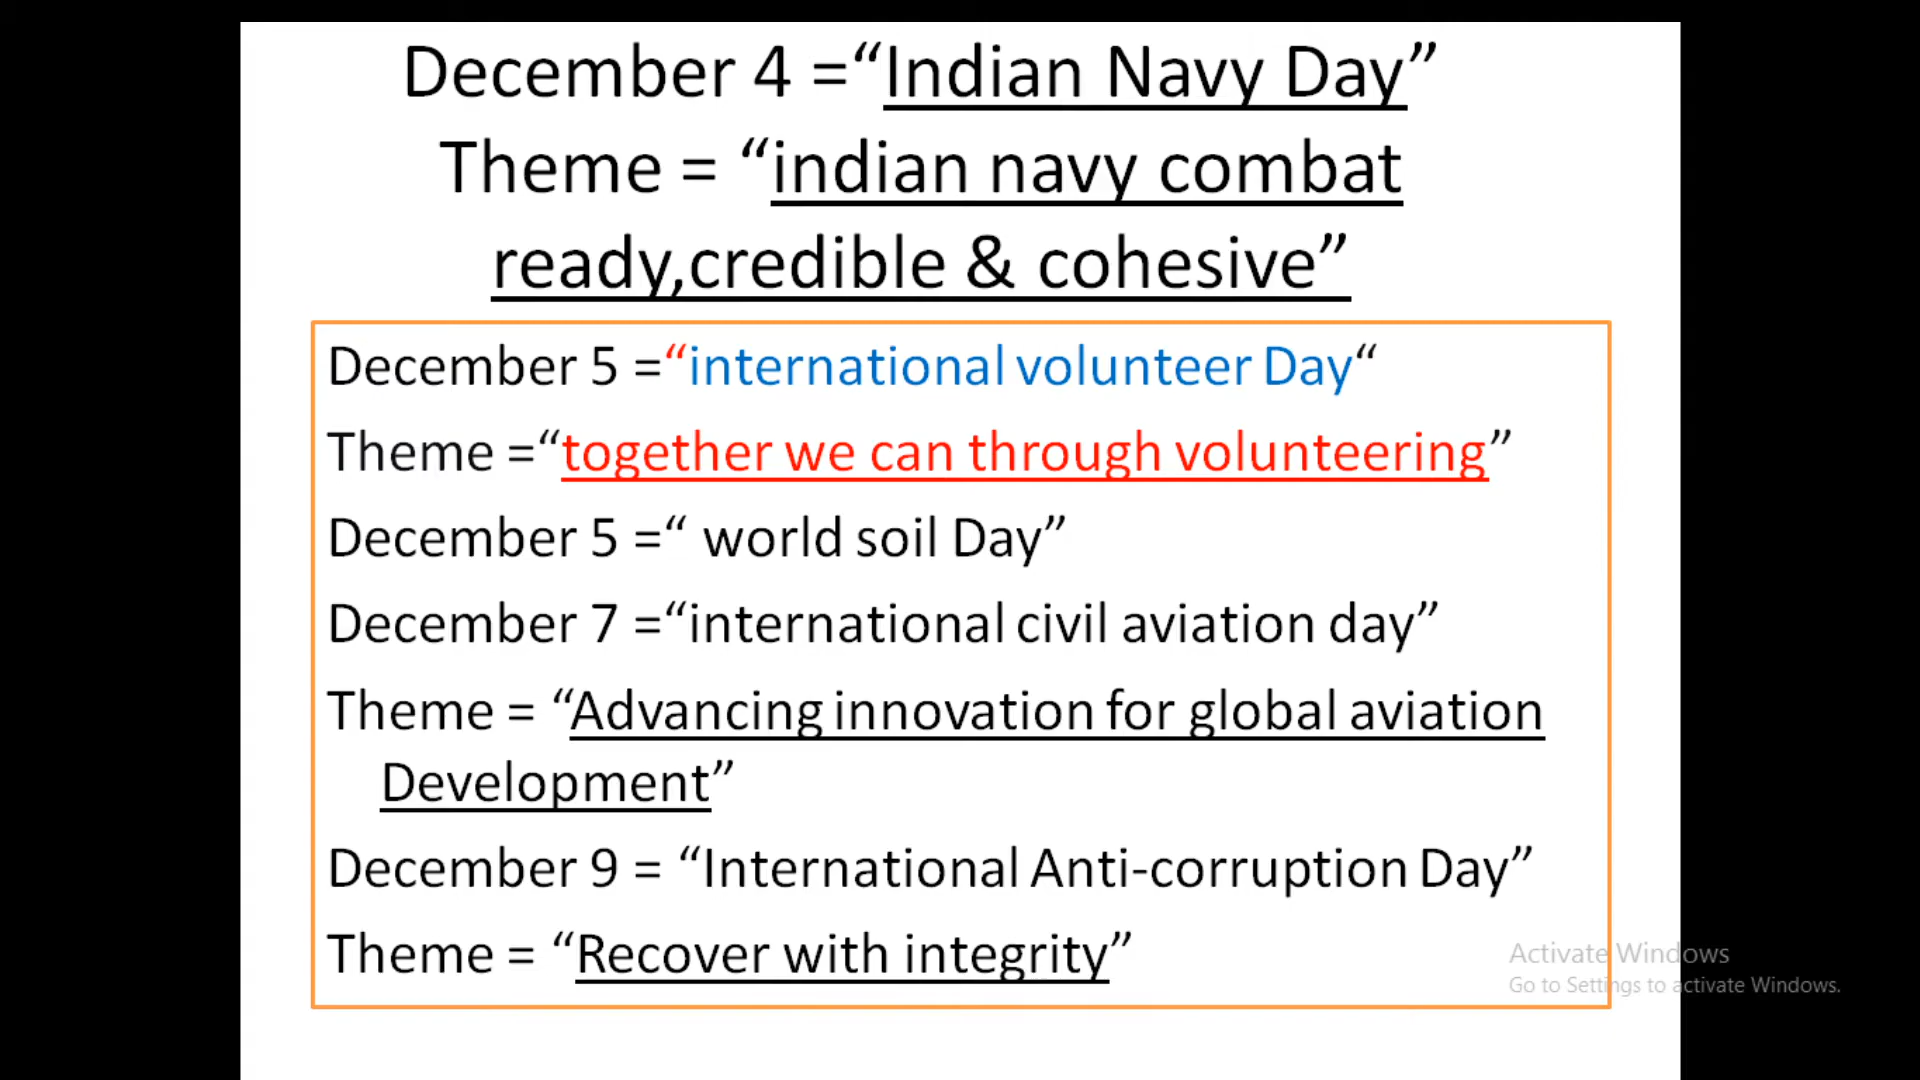 December 4 =“Indian Navy Day”
Theme = “indian navy combat
ready,credible & cohesive”
December 5 =“international volunteer Day“
Theme =“together we can through volunteering”
December 5 =“ world soil Day”
December 7 =“international civil aviation day”
Theme = “Advancing innovation for global aviation
Development”
December 9 = “International Anti-corruption Day”
Theme = “Recover with integrity”
Activate Windows
Go to Settings to activate Windows.